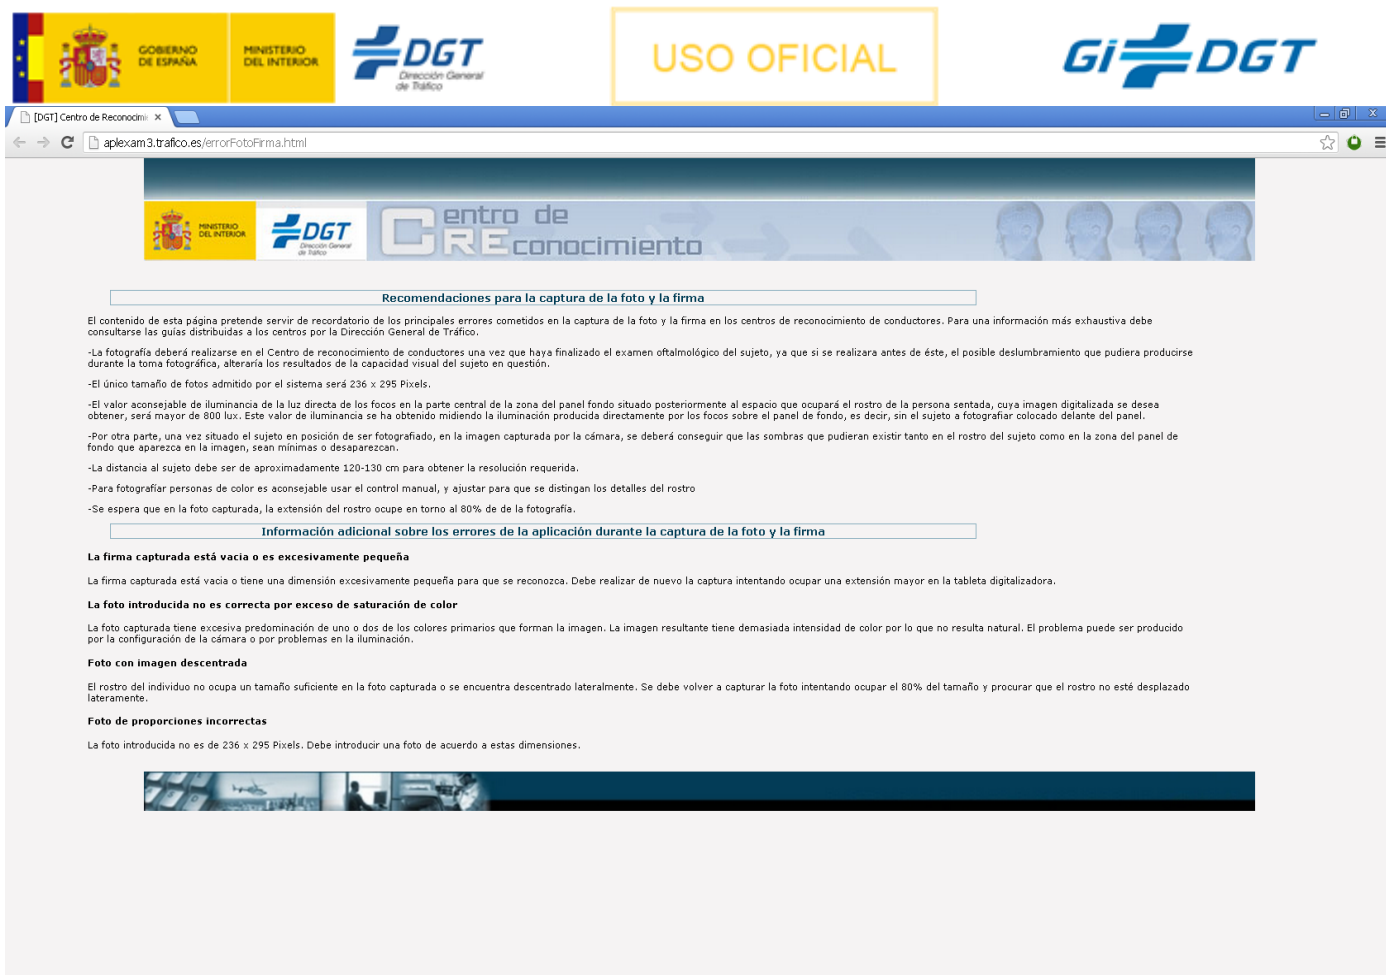 GOBIERNO
DE ESPAÑA
MINISTERIO
DEL INTERIOR
DGT
Dirección General
de Tráfico
USO OFICIAL
Gi DGT
[DGT] Centro de Reconocimi
aplexam3.trafico.es/errorFotoFirma.html
MINISTERIO
DEL INTERIOR
DGT
Dirección General
de Tráfico
Centro de
REconocimiento
Recomendaciones para la captura de la foto y la firma
El contenido de esta página pretende servir de recordatorio de los principales errores cometidos en la captura de la foto y la firma en los centros de reconocimiento de conductores. Para una información más exhaustiva debe
consultarse las guías distribuidas a los centros por la Dirección General de Tráfico.
-La fotografía deberá realizarse en el Centro de reconocimiento de conductores una vez que haya finalizado el examen oftalmológico del sujeto, ya que si se realizara antes de éste, el posible deslumbramiento que pudiera producirse
durante la toma fotográfica, alteraría los resultados de la capacidad visual del sujeto en questión.
-El único tamaño de fotos admitido por el sistema será 236 x 295 Pixels.
-El valor aconsejable de iluminancia de la luz directa de los focos en la parte central de la zona del panel fondo situado posteriormente al espacio que ocupará el rostro de la persona sentada, cuya imagen digitalizada se desea
obtener, será mayor de 800 lux. Este valor de iluminancia se ha obtenido midiendo la iluminación producida directamente por los focos sobre el panel de fondo, es decir, sin el sujeto a fotografiar colocado delante del panel.
-Por otra parte, una vez situado el sujeto en posición de ser fotografiado, en la imagen capturada por la cámara, se deberá conseguir que las sombras que pudieran existir tanto en el rostro del sujeto como en la zona del panel de
fondo que aparezca en la imagen, sean mínimas o desaparezcan.
-La distancia al sujeto debe ser de aproximadamente 120-130 cm para obtener la resolución requerida.
-Para fotografíar personas de color es aconsejable usar el control manual, y ajustar para que se distingan los detalles del rostro
-Se espera que en la foto capturada, la extensión del rostro ocupe en torno al 80% de de la fotografía.
Información adicional sobre los errores de la aplicación durante la captura de la foto y la firma
La firma capturada está vacia o es excesivamente pequeña
La firma capturada está vacia o tiene una dimensión excesivamente pequeña para que se reconozca. Debe realizar de nuevo la captura intentando ocupar una extensión mayor en la tableta digitalizadora.
La foto introducida no es correcta por exceso de saturación de color
La foto capturada tiene excesiva predominación de uno o dos de los colores primarios que forman la imagen. La imagen resultante tiene demasiada intensidad de color por lo que no resulta natural. El problema puede ser producido
por la configuración de la cámara o por problemas en la iluminación.
Foto con imagen descentrada
El rostro del individuo no ocupa un tamaño suficiente en la foto capturada o se encuentra descentrado lateralmente. Se debe volver a capturar la foto intentando ocupar el 80% del tamaño y procurar que el rostro no esté desplazado
lateramente.
Foto de proporciones incorrectas
La foto introducida no es de 236 x 295 Pixels. Debe introducir una foto de acuerdo a estas dimensiones.